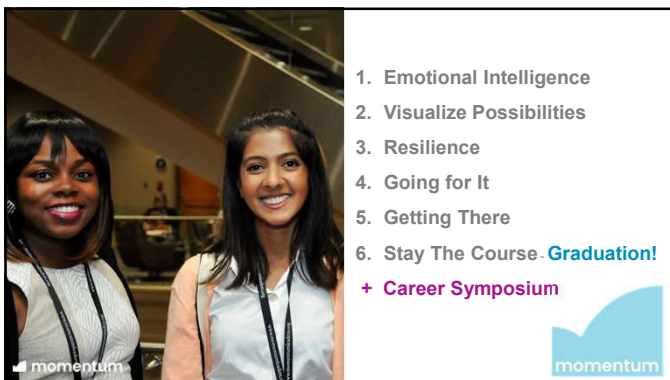 1. Emotional Intelligence
2. Visualize Possibilities
3. Resilience
4. Going for It
5. Getting There
6. Stay The Course - Graduation!
+ Career Symposium
momentum
momentum